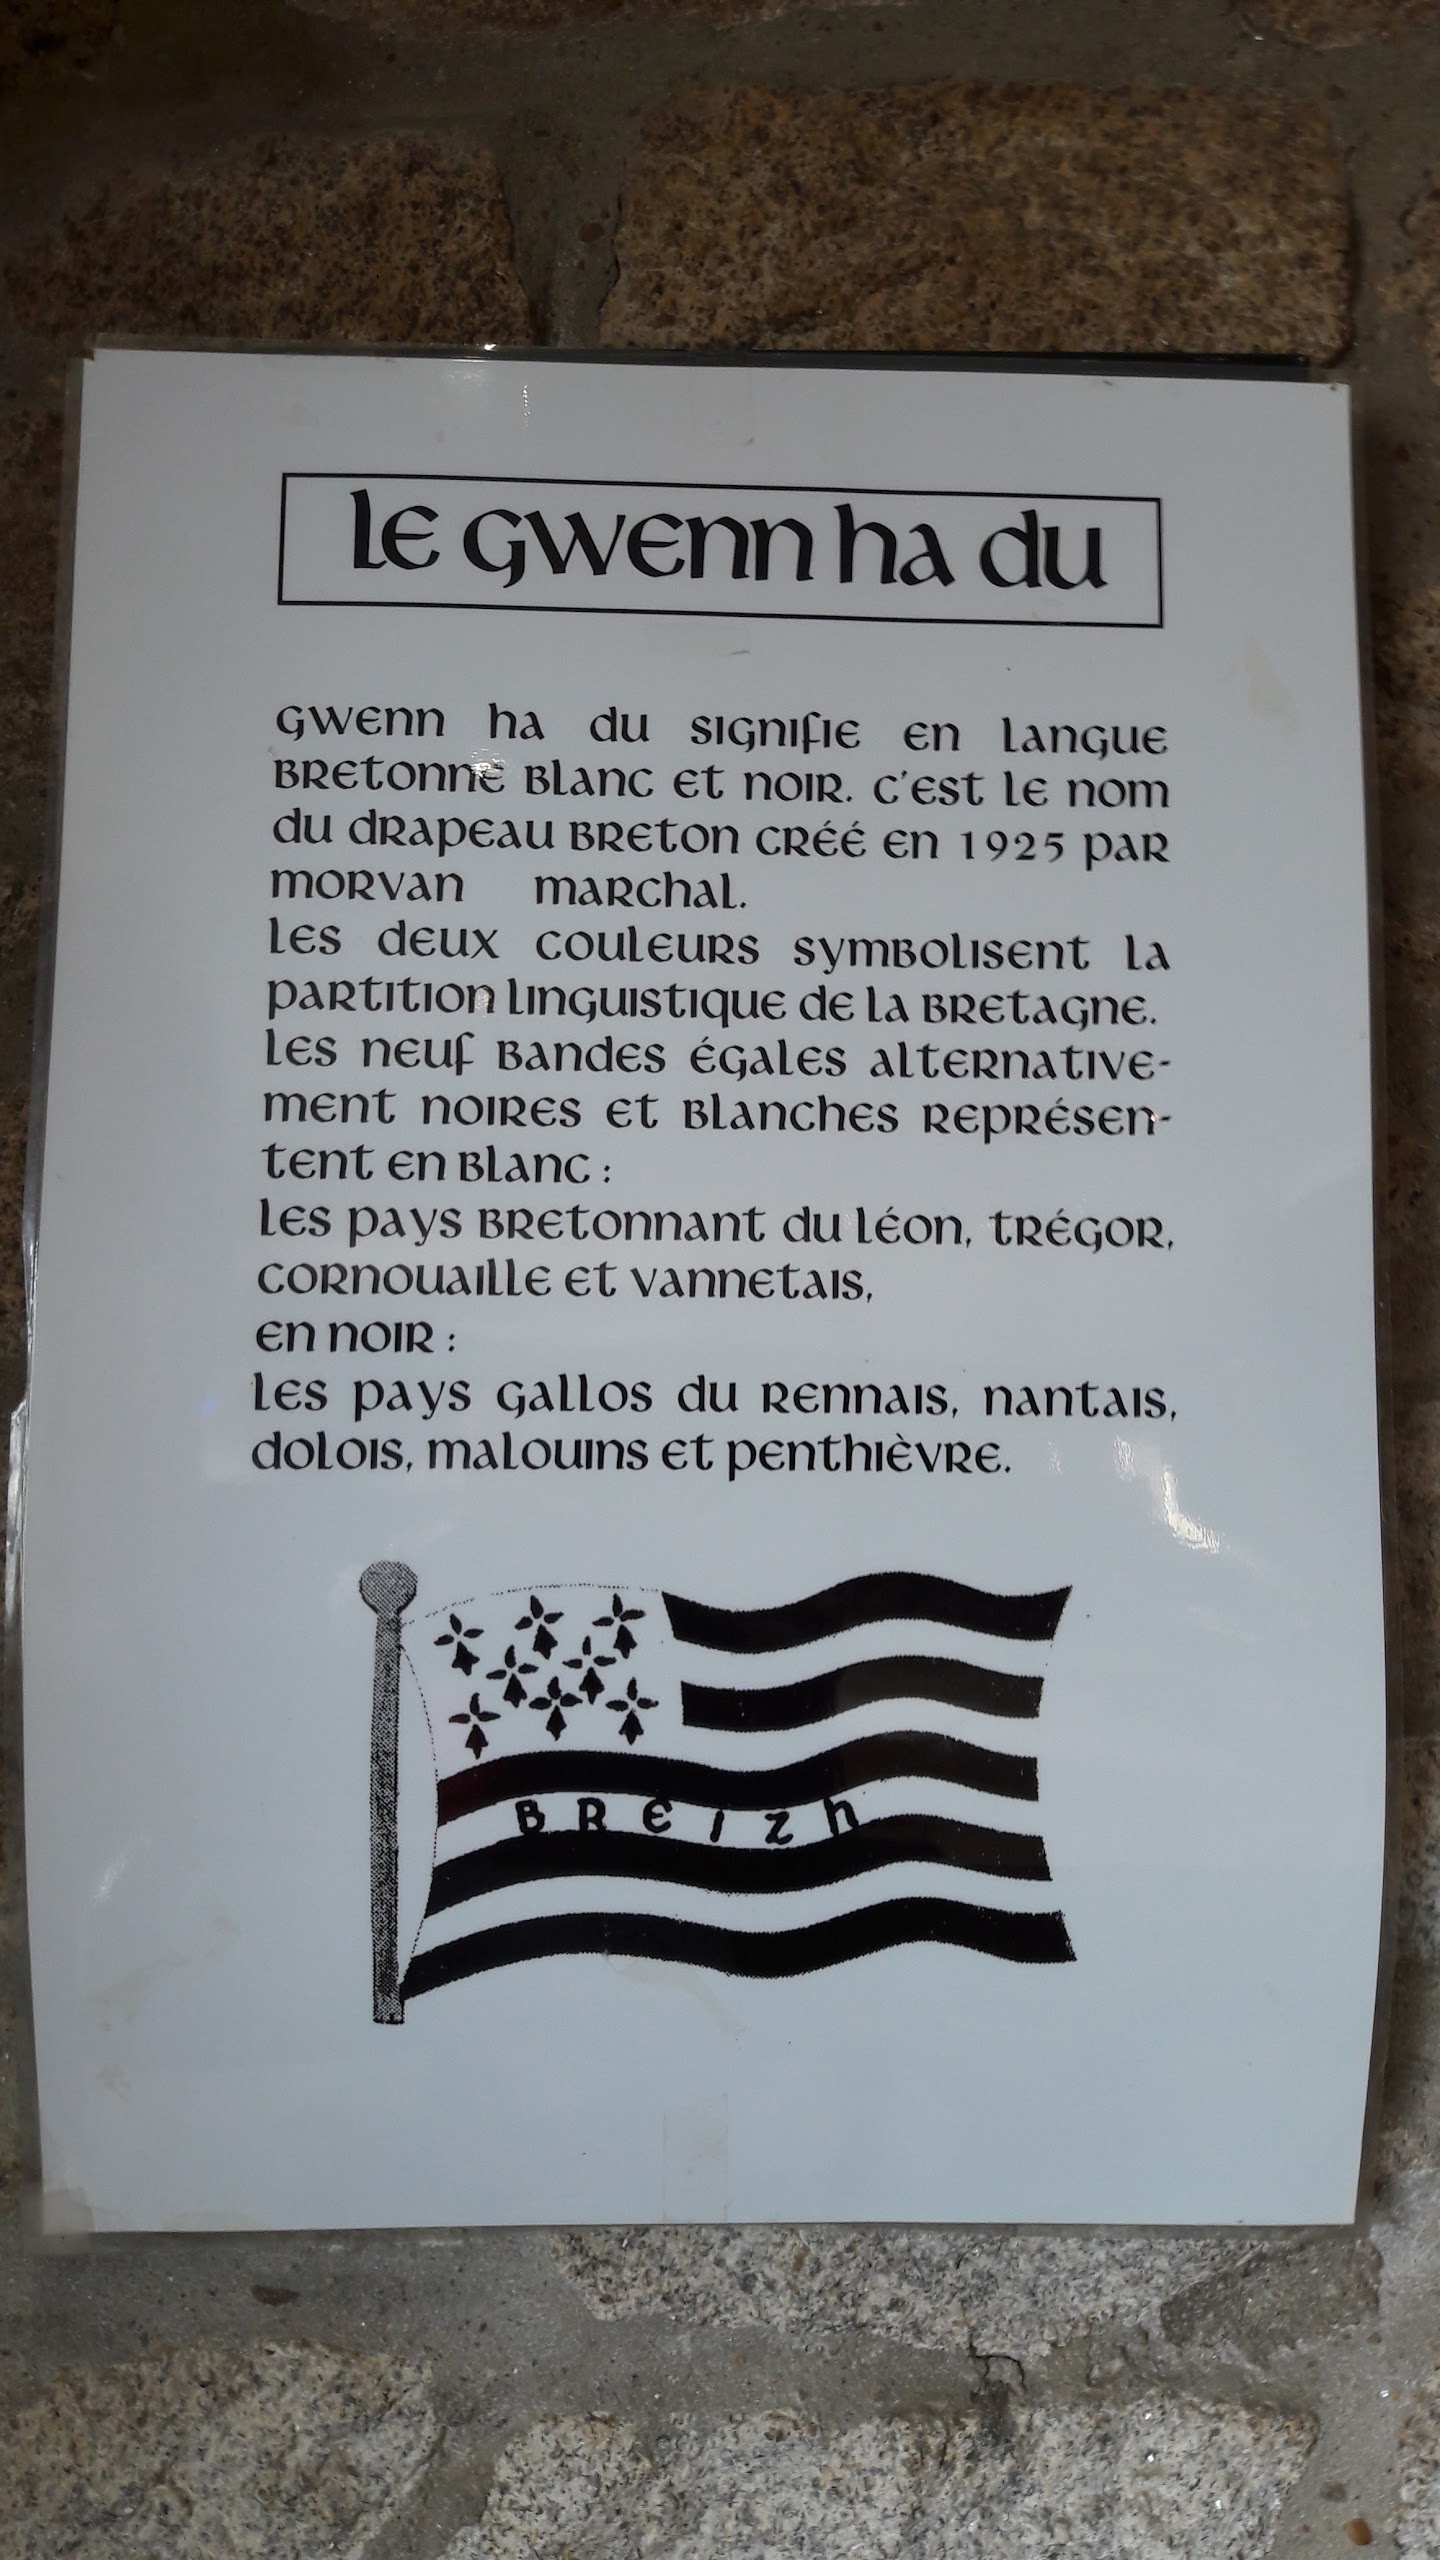 Le Gwenn ha du
Gwenn ha du signifie en langue
bretonne blanc et noir. C'est le nom
du drapeau breton créé en 1925 par
Morvan Marchal.
Les deux couleurs symbolisent la
partition linguistique de la Bretagne.
Les neuf bandes égales alternative-
ment noires et blanches représen-
tent en blanc :
Les pays bretonnant du Léon, Trégor,
Cornouaille et Vannetais,
en noir :
Les pays gallos du Rennais, Nantais,
Dolois, Malouins et Penthièvre.
BREIZH